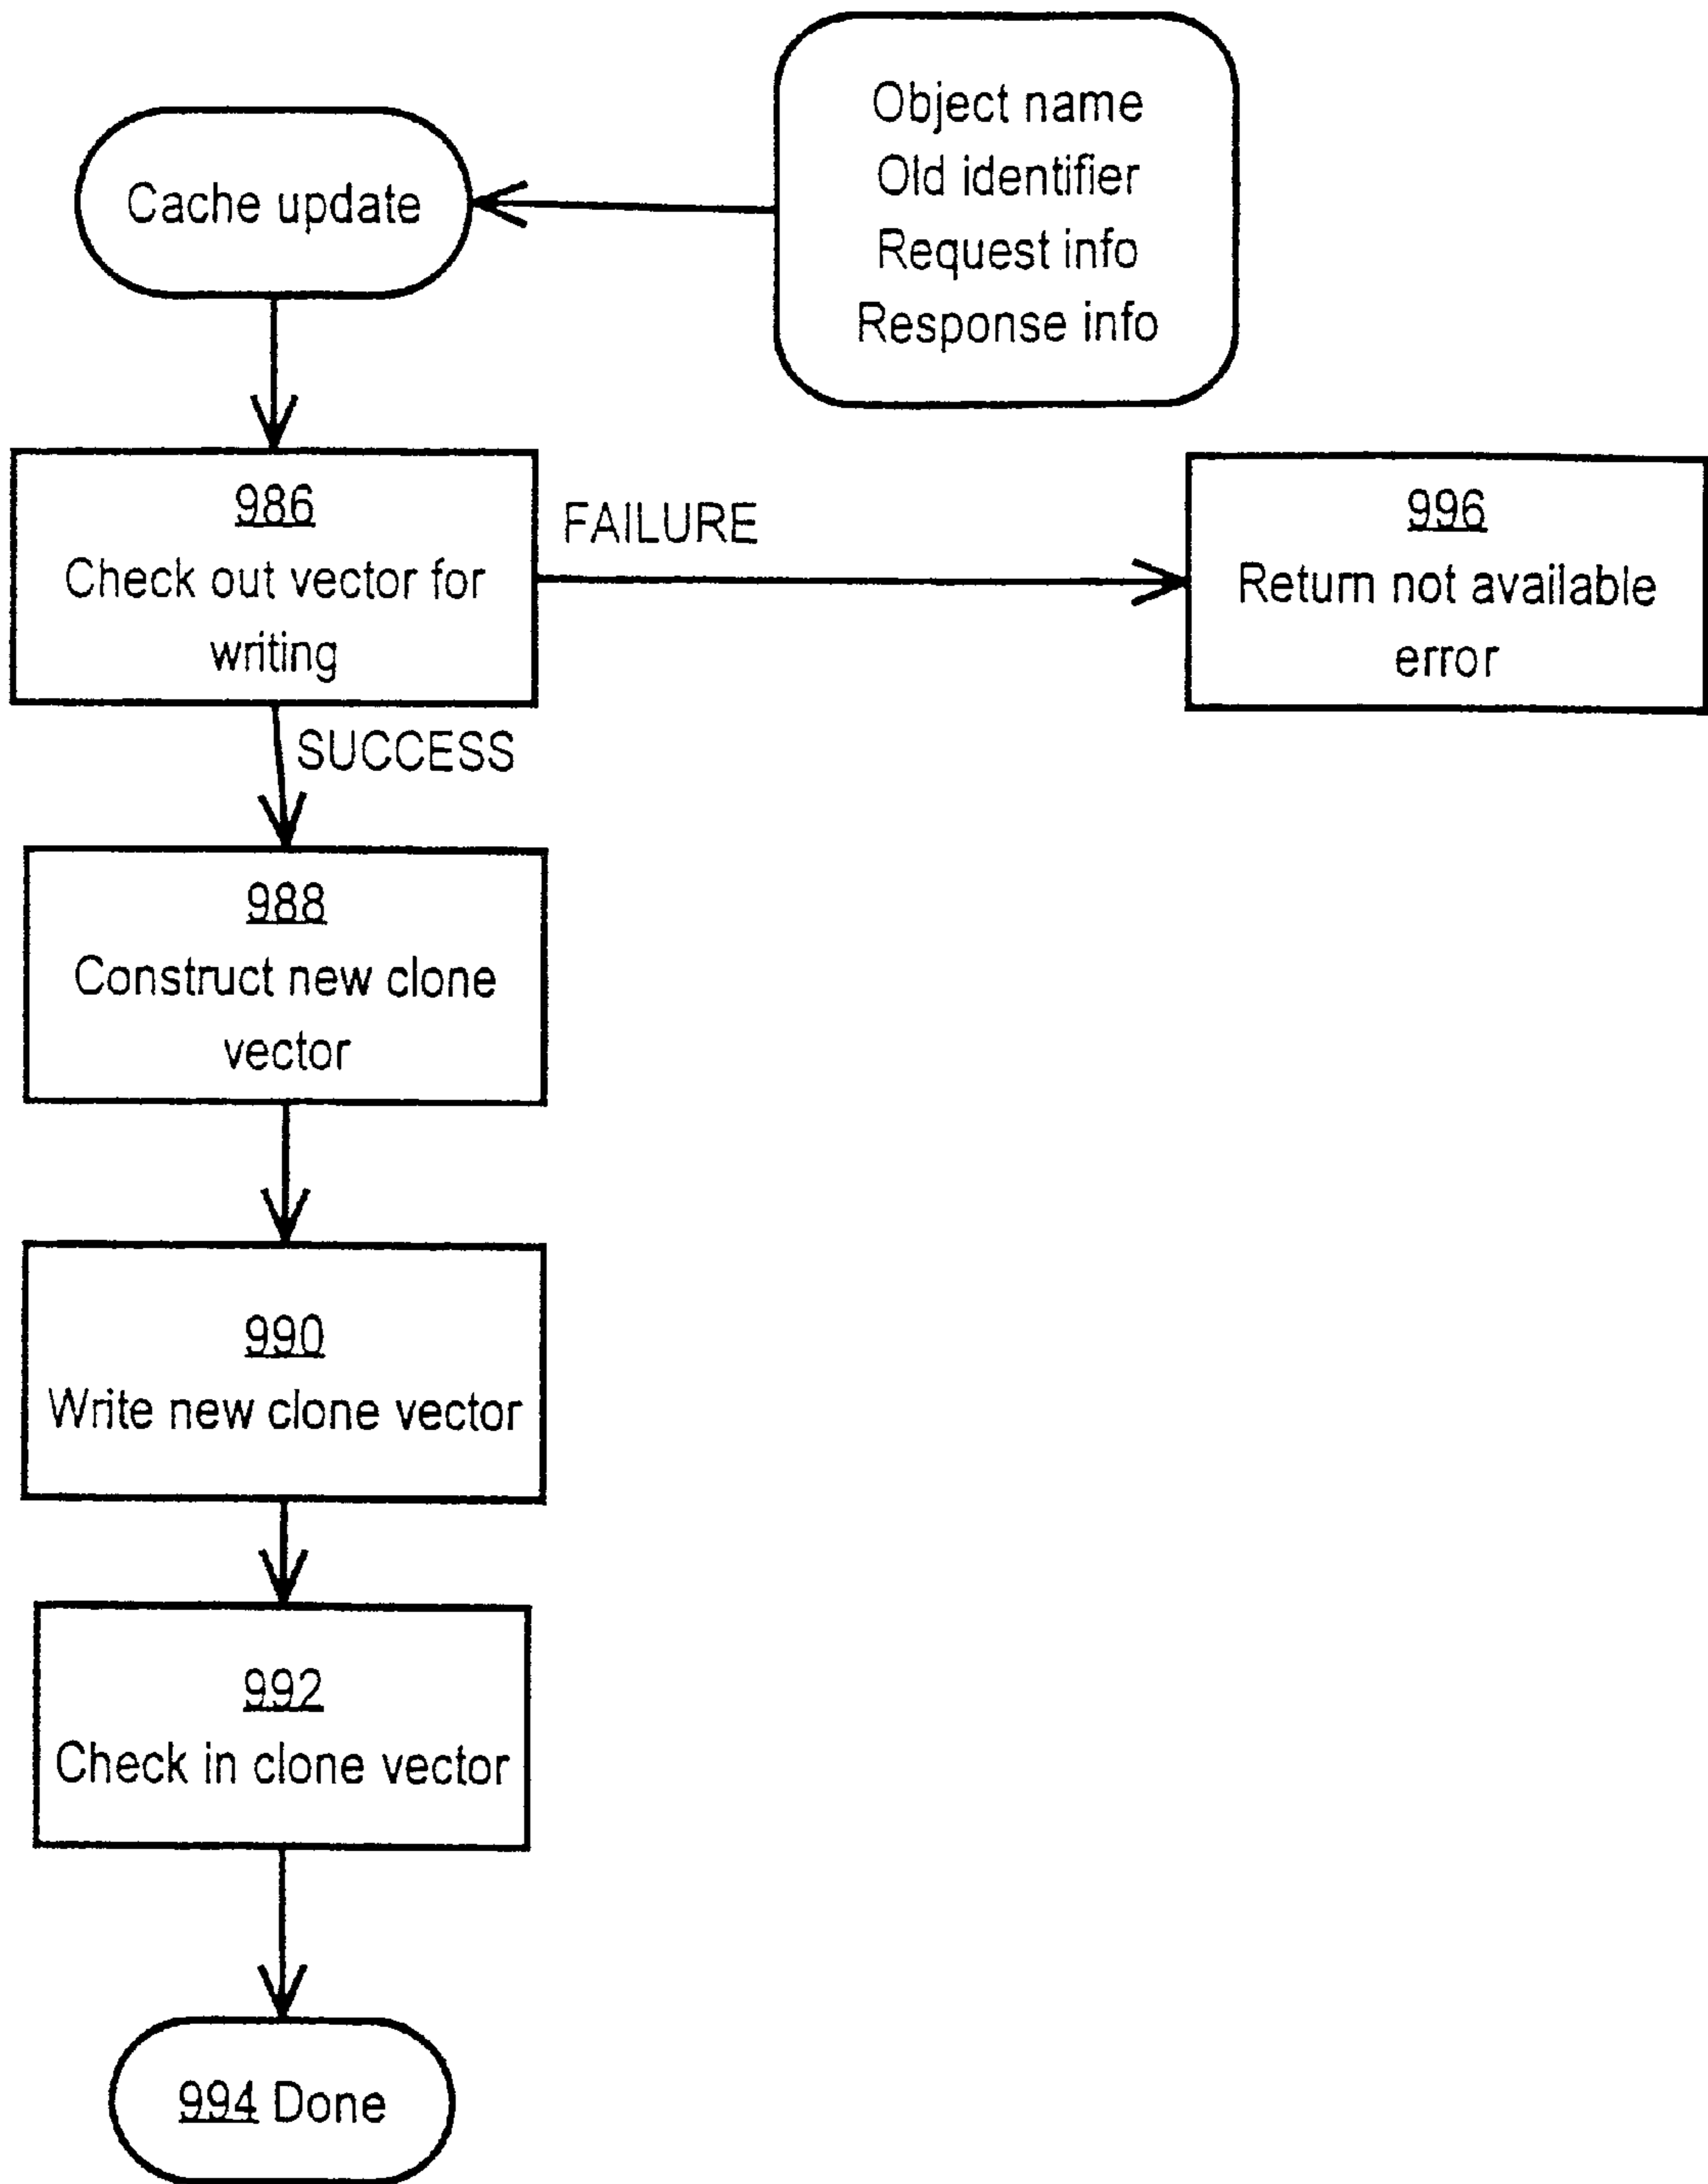 Object name
Old identifier
Request info
Response info
Cache update
986
Check out vector for
writing
FAILURE
996
Return not available
error
SUCCESS
988
Construct new clone
vector
990
Write new clone vector
992
Check in clone vector
994 Done